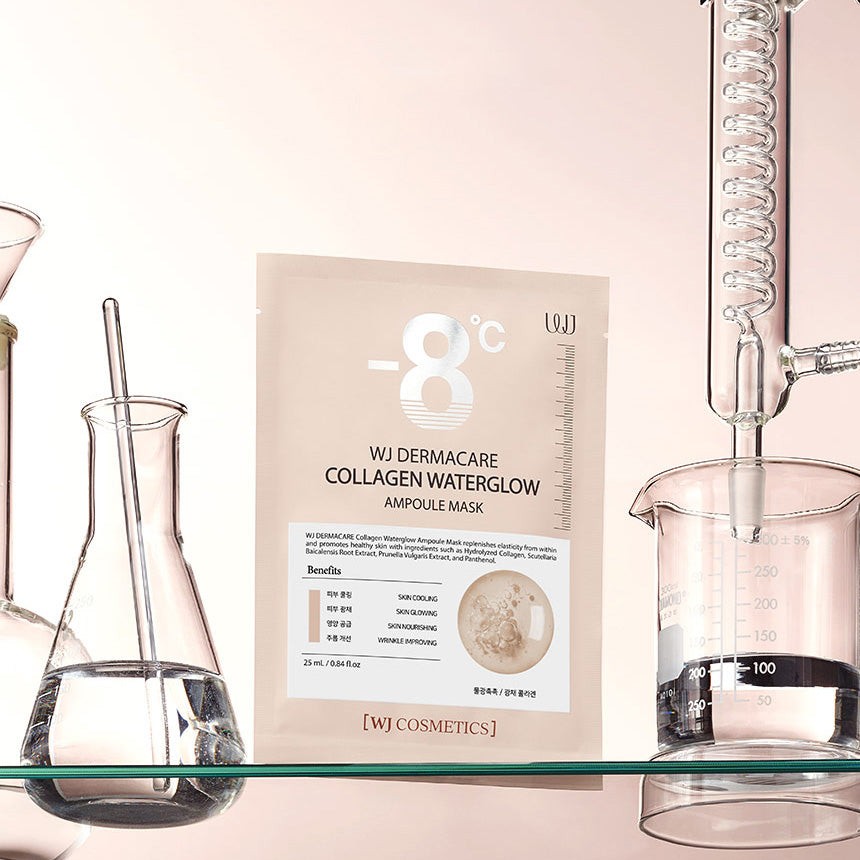 -8°C
WJ
WJ DERMACARE
COLLAGEN WATERGLOW
AMPOULE MASK
WJ DERMACARE Collagen Waterglow Ampoule Mask replenishes elasticity from within
and promotes healthy skin with ingredients such as Hydrolyzed Collagen, Scutellaria
Baicalensis Root Extract, Prunella Vulgaris Extract, and Panthenol.
Benefits
피부 쿨링 SKIN COOLING
피부 광채 SKIN GLOWING
영양 공급 SKIN NOURISHING
주름 개선 WRINKLE IMPROVING
25 ml. / 0.84 fl.oz
물광촉촉 / 광채 콜라겐
[WJ COSMETICS]
300 ± 5%
250
200
150
200 100
50